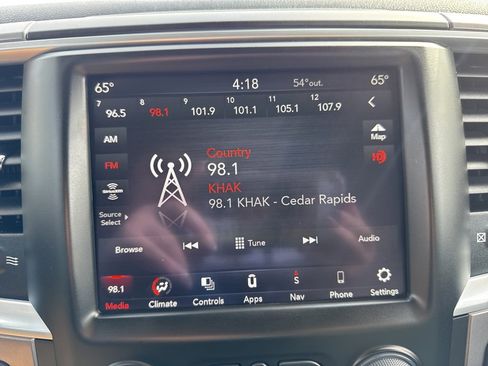 65° 4:18 54° out. 65°
7 8 9 10 11 12
96.5 98.1 101.9 101.1 105.1 107.9
AM
Map
Country
FM
98.1
HD
KHAK
SiriusXM
98.1 KHAK - Cedar Rapids
Source
Select
Browse Tune Audio
98.1 S
Media Climate Controls Apps Nav Phone Settings